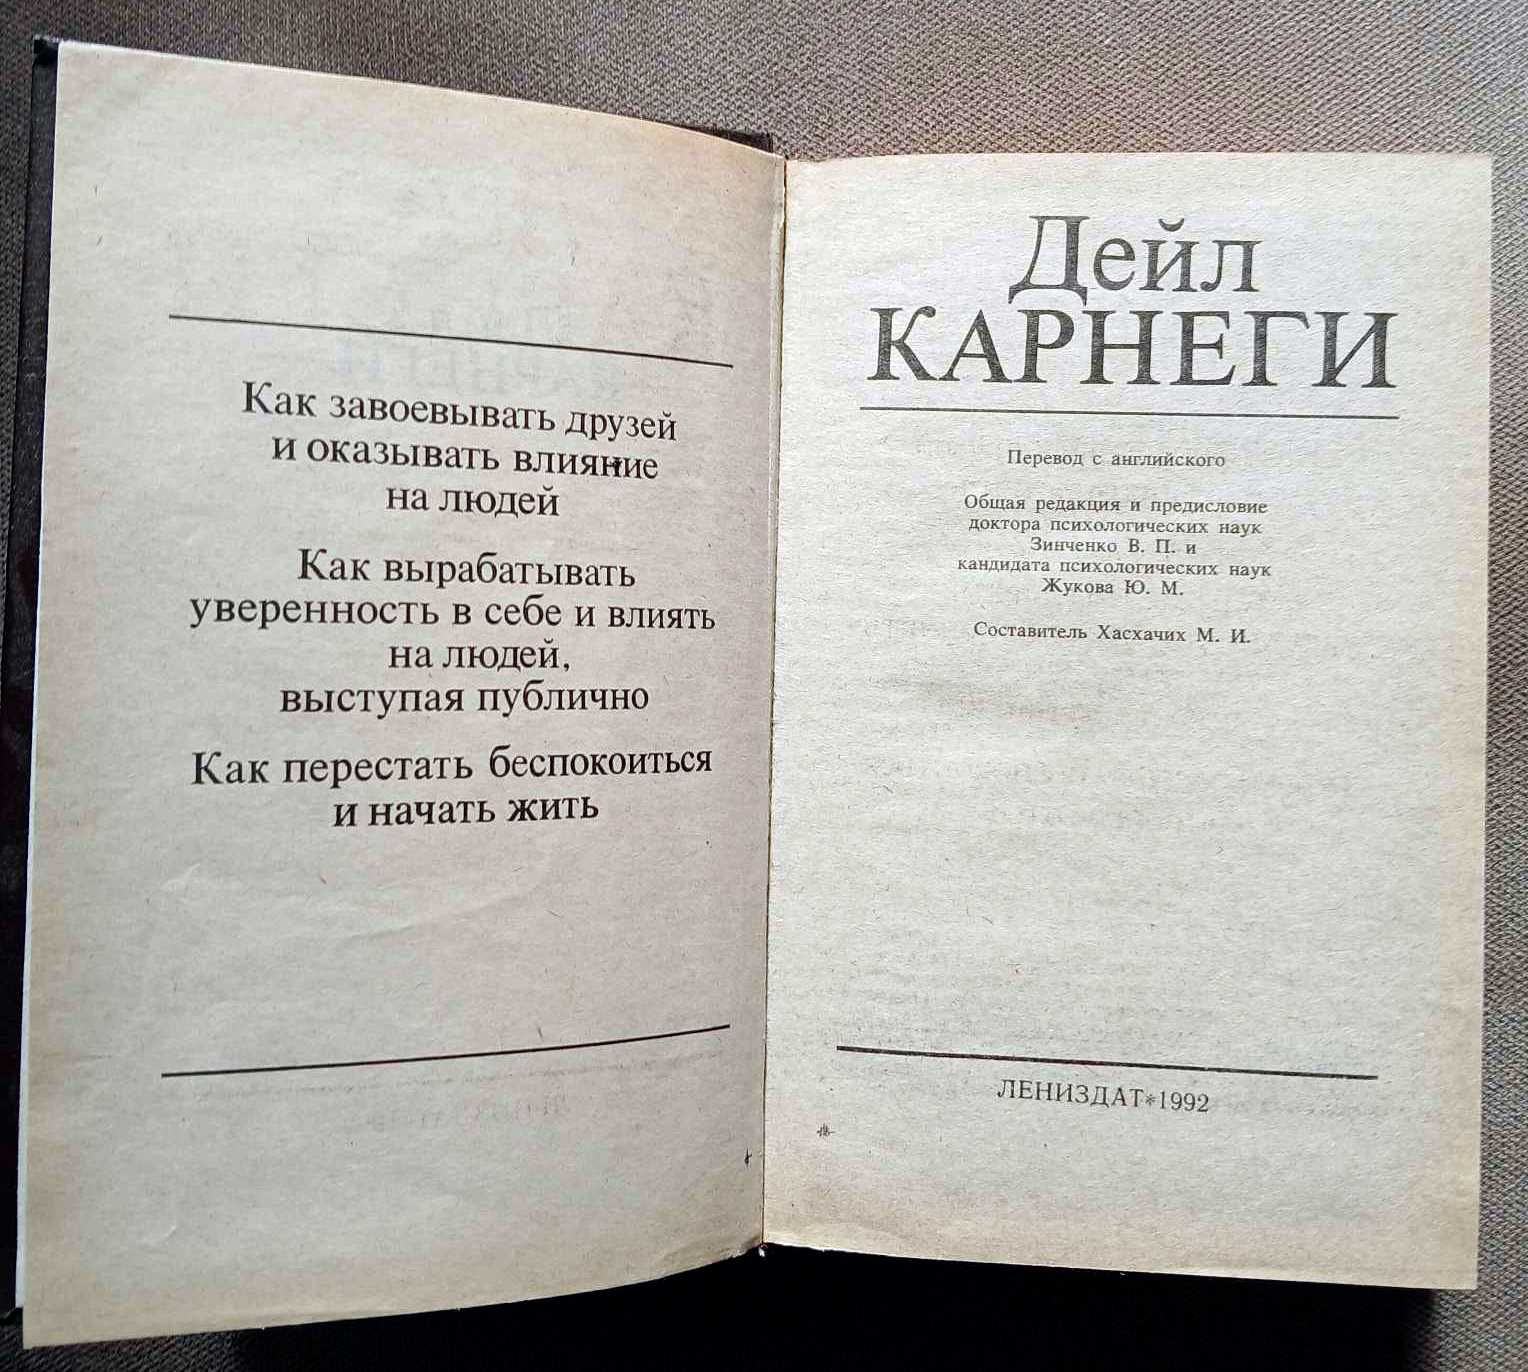 Как завоевывать друзей
и оказывать влияние
на людей
Как вырабатывать
уверенность в себе и влиять
на людей,
выступая публично
Как перестать беспокоиться
и начать жить
Дейл
КАРНЕГИ
Перевод с английского
Общая редакция и предисловие
доктора психологических наук
Зинченко В. П. и
кандидата психологических наук
Жукова Ю. М.
Составитель Хасхачих М. И.
ЛЕНИЗДАТ*1992